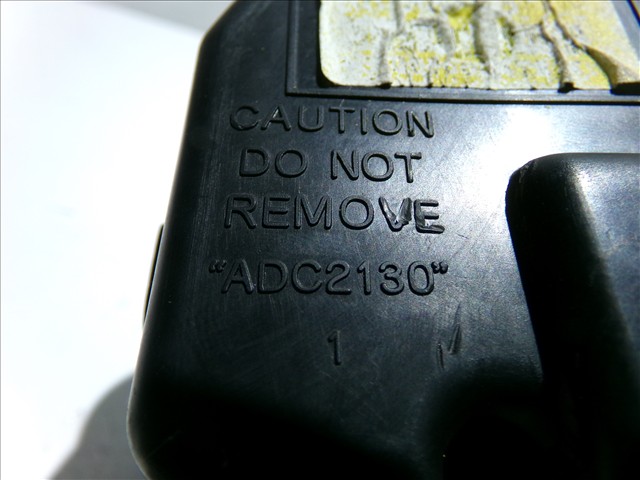 CAUTION
DO NOT
REMOVE
"ADC2130"
1